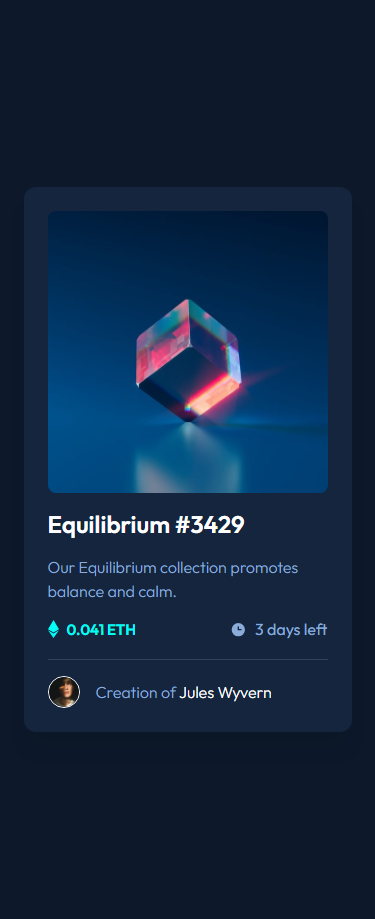 Equilibrium #3429
Our Equilibrium collection promotes
balance and calm.
0.041 ETH 3 days left
Creation of Jules Wyvern